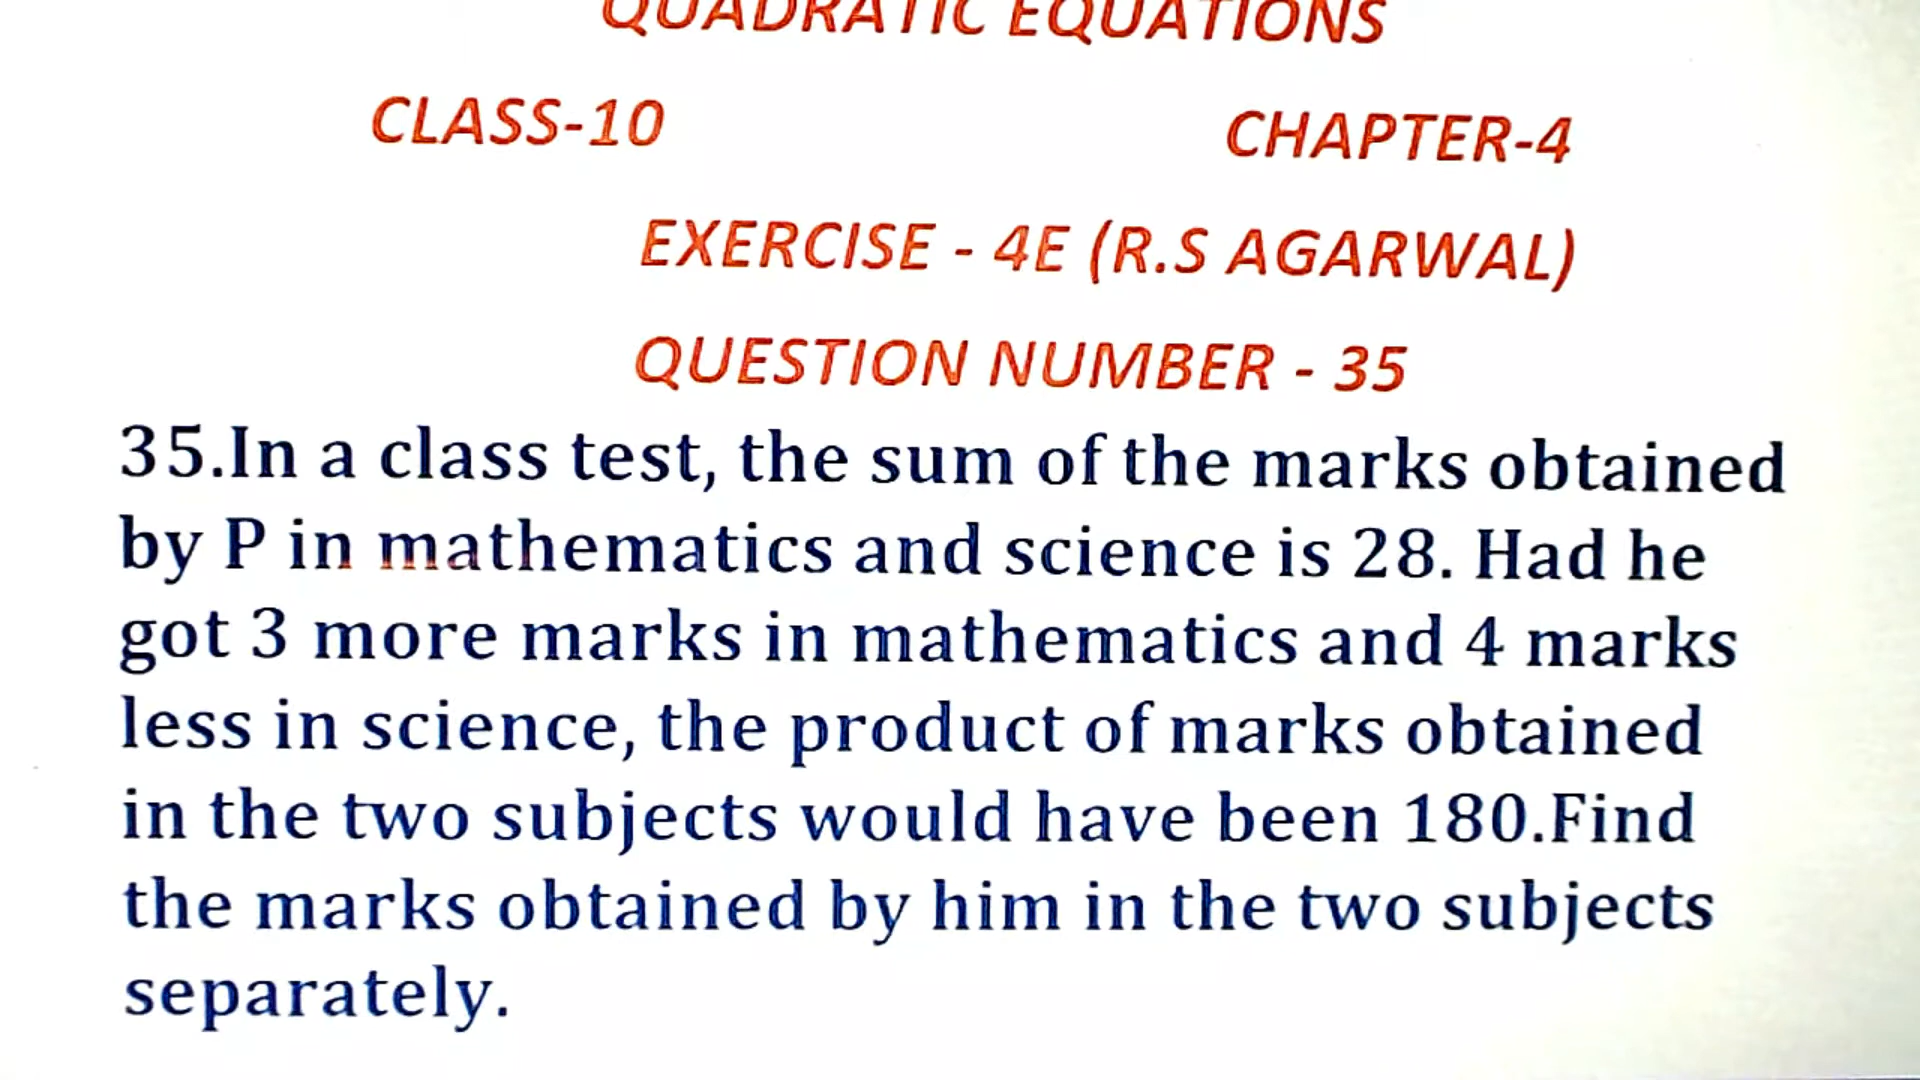 QUADRATIC EQUATIONS
CLASS-10 CHAPTER-4
EXERCISE - 4E (R.S AGARWAL)
QUESTION NUMBER - 35
35.In a class test, the sum of the marks obtained
by P in mathematics and science is 28. Had he
got 3 more marks in mathematics and 4 marks
less in science, the product of marks obtained
in the two subjects would have been 180.Find
the marks obtained by him in the two subjects
separately.